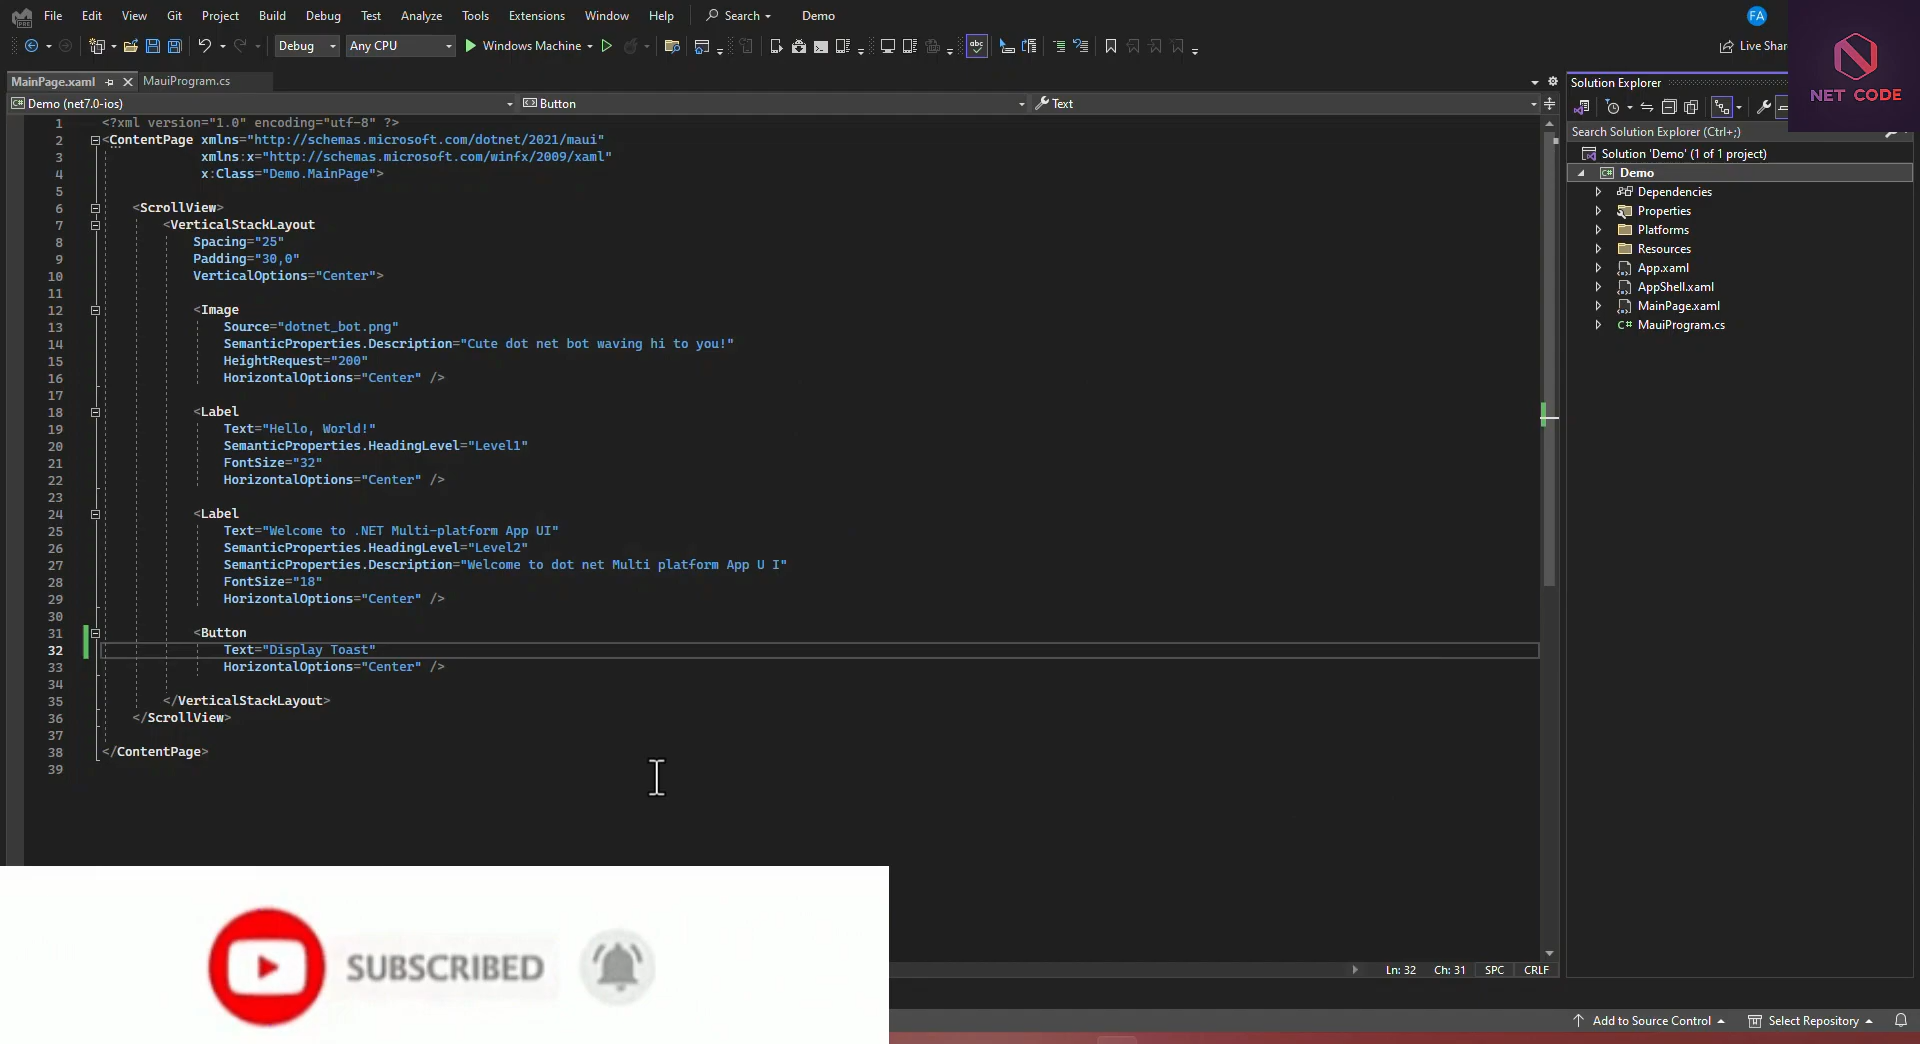 File Edit View Git Project Build Debug Test Analyze Tools Extensions Window Help Search Demo FA
Debug Any CPU Windows Machine Live Shar
NET CODE
MainPage.xaml MauiProgram.cs
Demo (net7.0-ios) Button Text
1 <?xml version="1.0" encoding="utf-8" ?>
2 <ContentPage xmlns="http://schemas.microsoft.com/dotnet/2021/maui"
3 xmlns:x="http://schemas.microsoft.com/winfx/2009/xaml"
4 x:Class="Demo.MainPage">
5
6 <ScrollView>
7 <VerticalStackLayout
8 Spacing="25"
9 Padding="30,0"
10 VerticalOptions="Center">
11
12 <Image
13 Source="dotnet_bot.png"
14 SemanticProperties.Description="Cute dot net bot waving hi to you!"
15 HeightRequest="200"
16 HorizontalOptions="Center" />
17
18 <Label
19 Text="Hello, World!"
20 SemanticProperties.HeadingLevel="Level1"
21 FontSize="32"
22 HorizontalOptions="Center" />
23
24 <Label
25 Text="Welcome to .NET Multi-platform App UI"
26 SemanticProperties.HeadingLevel="Level2"
27 SemanticProperties.Description="Welcome to dot net Multi platform App U I"
28 FontSize="18"
29 HorizontalOptions="Center" />
30
31 <Button
32 Text="Display Toast"
33 HorizontalOptions="Center" />
34
35 </VerticalStackLayout>
36 </ScrollView>
37
38 </ContentPage>
39
Solution Explorer
Search Solution Explorer (Ctrl+;)
Solution 'Demo' (1 of 1 project)
Demo
Dependencies
Properties
Platforms
Resources
App.xaml
AppShell.xaml
MainPage.xaml
C# MauiProgram.cs
SUBSCRIBED
Ln: 32 Ch: 31 SPC CRLF
Add to Source Control Select Repository